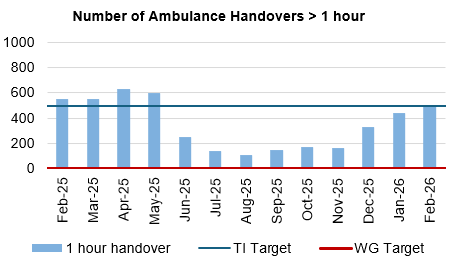 Number of Ambulance Handovers > 1 hour
1000
800
600
400
200
0
Feb-25
Mar-25
Apr-25
May-25
Jun-25
Jul-25
Aug-25
Sep-25
Oct-25
Nov-25
Dec-25
Jan-26
Feb-26
1 hour handover TI Target WG Target